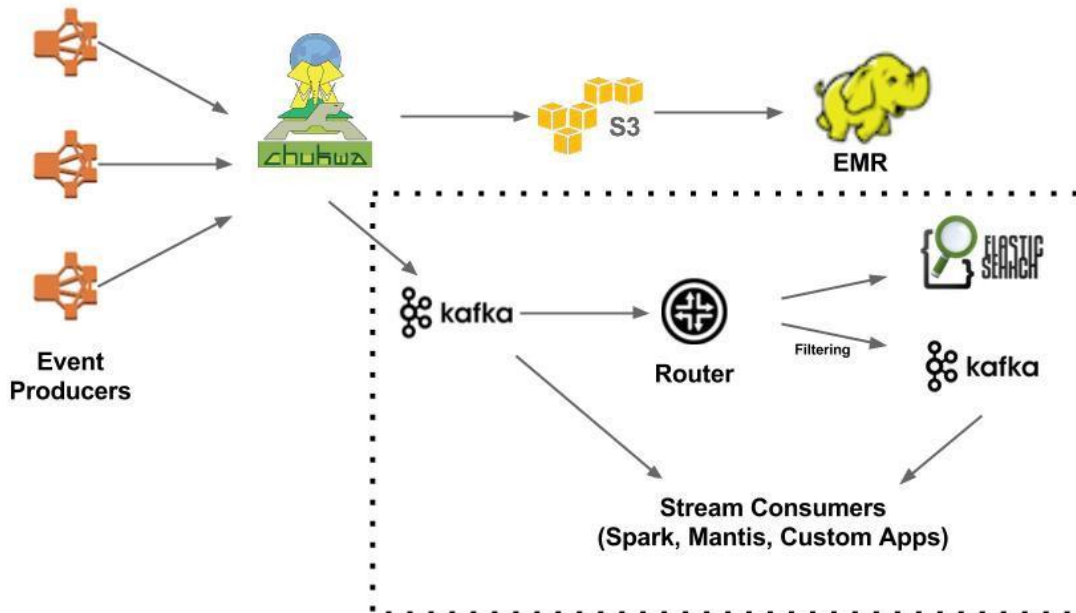 chukwa
S3
EMR
ELASTIC
SEARCH
kafka
Router
Filtering
kafka
Event
Producers
Stream Consumers
(Spark, Mantis, Custom Apps)